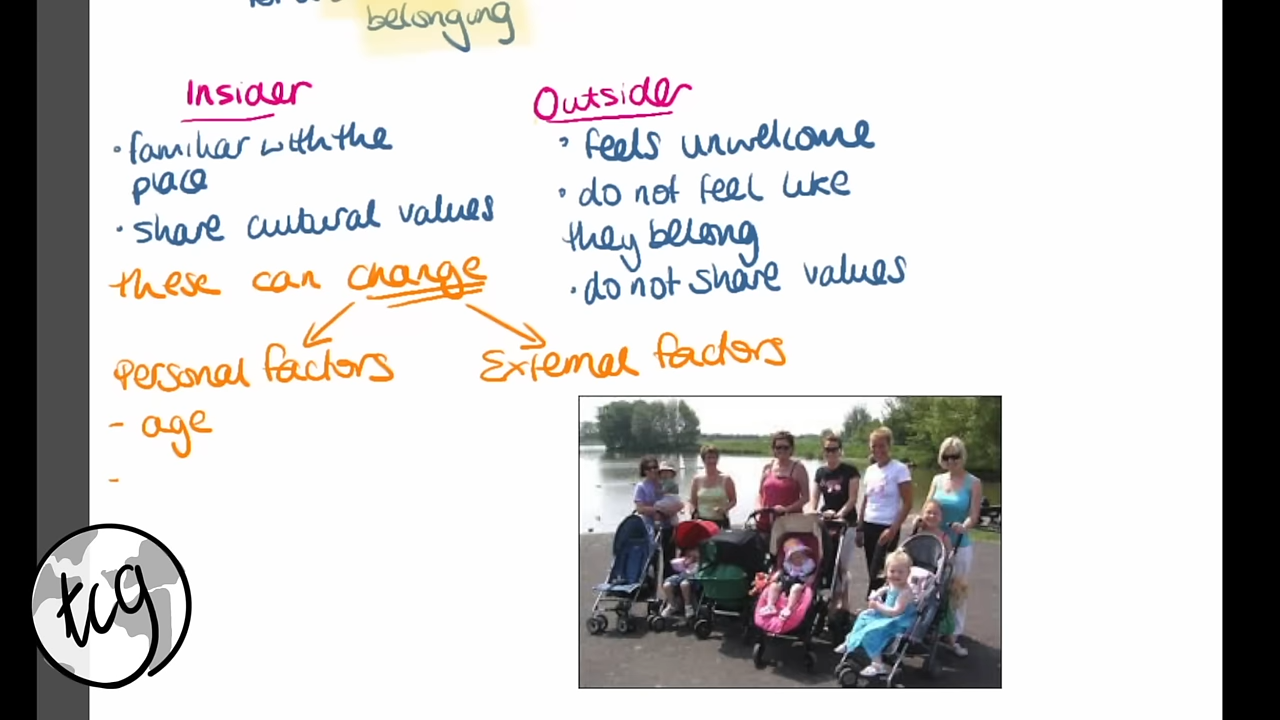 belonging
Insider
• familiar with the
place
• share cultural values
these can change
Personal factors
- age
-
Outsider
• feels unwelcome
• do not feel like
they belong
• do not share values
External factors
tcg